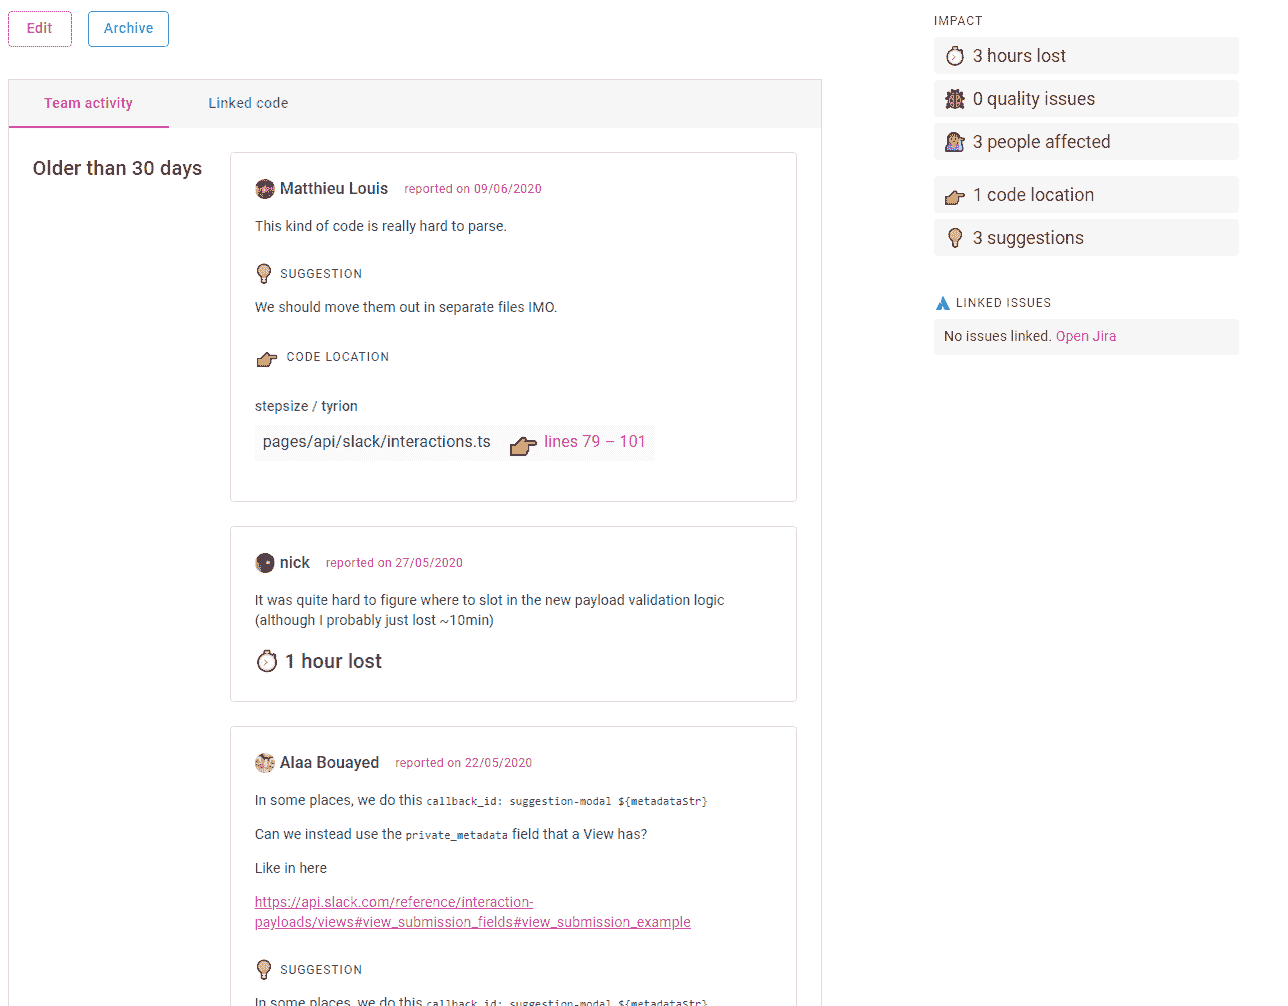 Edit
Archive
Team activity
Linked code
Older than 30 days
Matthieu Louis reported on 09/06/2020
This kind of code is really hard to parse.
SUGGESTION
We should move them out in separate files IMO.
CODE LOCATION
stepsize / tyrion
pages/api/slack/interactions.ts lines 79 – 101
nick reported on 27/05/2020
It was quite hard to figure where to slot in the new payload validation logic
(although I probably just lost ~10min)
1 hour lost
Alaa Bouayed reported on 22/05/2020
In some places, we do this callback_id: suggestion-modal ${metadataStr}
Can we instead use the private_metadata field that a View has?
Like in here
https://api.slack.com/reference/interaction-
payloads/views#view_submission_fields#view_submission_example
SUGGESTION
In some places, we do this callback_id: suggestion-modal ${metadataStr}
IMPACT
3 hours lost
0 quality issues
3 people affected
1 code location
3 suggestions
LINKED ISSUES
No issues linked. Open Jira